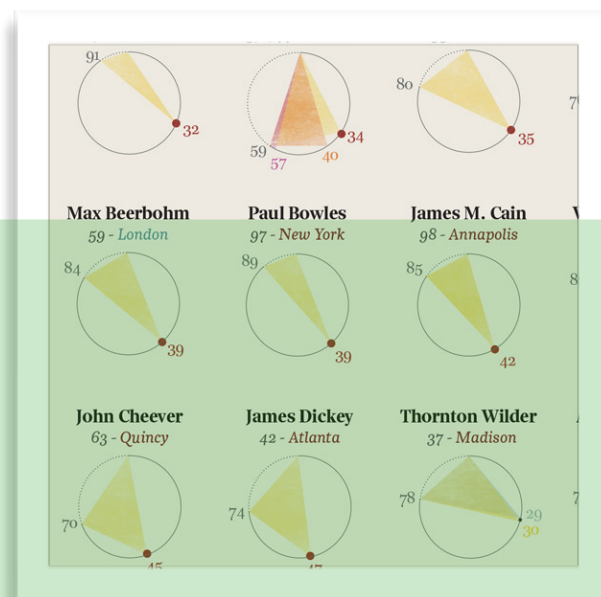 91
32
59
57
40
34
80
35
Max Beerbohm
59 - London
Paul Bowles
97 - New York
James M. Cain
98 - Annapolis
84
39
89
39
85
42
John Cheever
63 - Quincy
James Dickey
42 - Atlanta
Thornton Wilder
37 - Madison
70
74
78
29
30